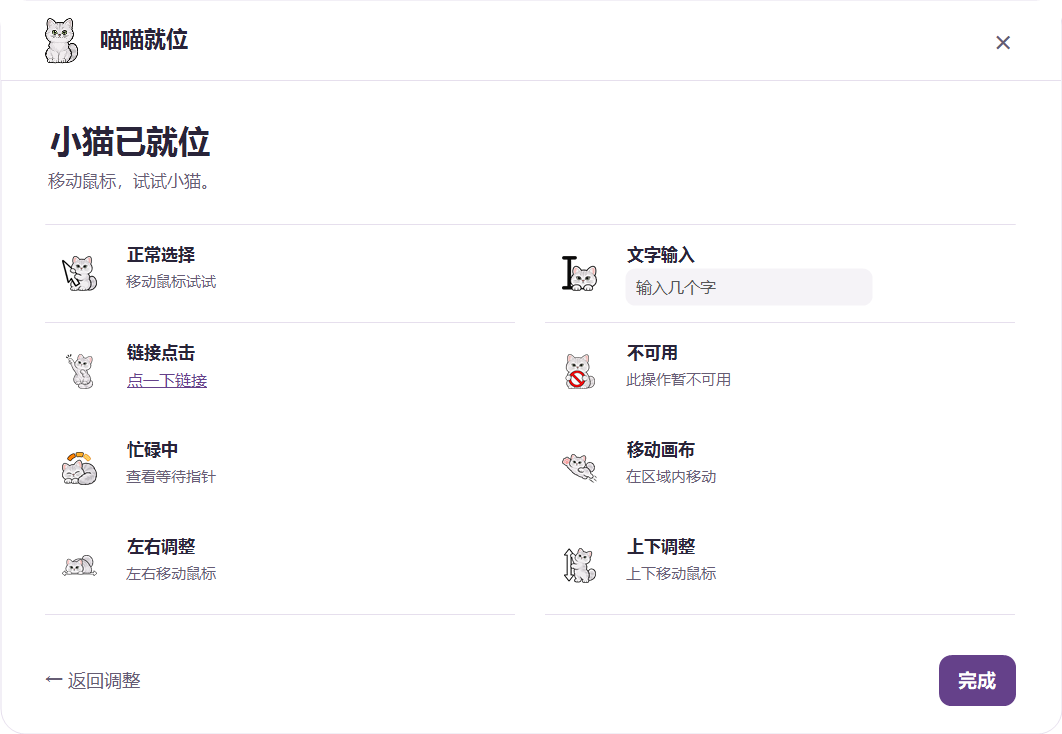 喵喵就位
小猫已就位
移动鼠标，试试小猫。
正常选择
移动鼠标试试
文字输入
输入几个字
链接点击
点一下链接
不可用
此操作暂不可用
忙碌中
查看等待指针
移动画布
在区域内移动
左右调整
左右移动鼠标
上下调整
上下移动鼠标
← 返回调整
完成